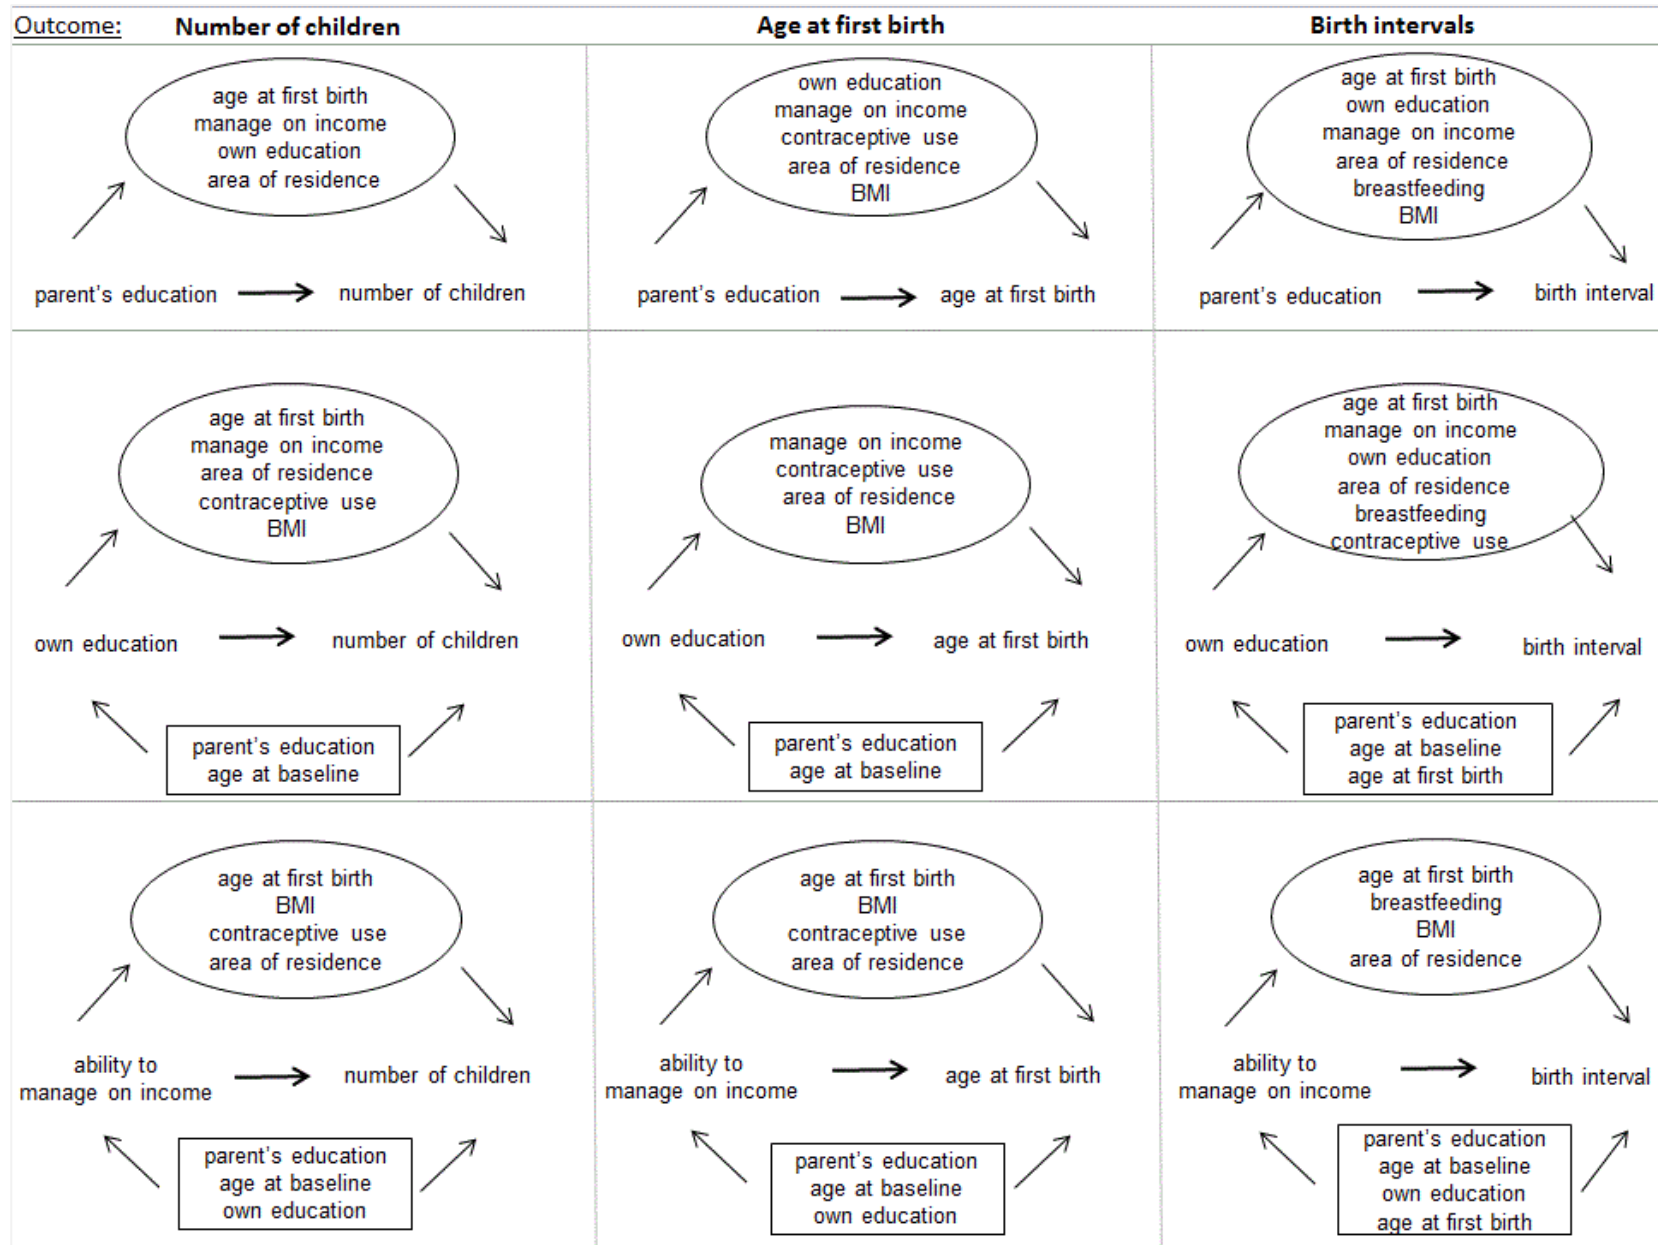 Outcome: Number of children Age at first birth Birth intervals
age at first birth
manage on income
own education
area of residence
parent's education
number of children
own education
manage on income
contraceptive use
area of residence
BMI
parent's education
age at first birth
age at first birth
own education
manage on income
area of residence
breastfeeding
BMI
parent's education
birth interval
age at first birth
manage on income
area of residence
contraceptive use
BMI
own education
number of children
parent's education
age at baseline
manage on income
contraceptive use
area of residence
BMI
own education
age at first birth
parent's education
age at baseline
age at first birth
manage on income
own education
area of residence
breastfeeding
contraceptive use
own education
birth interval
parent's education
age at baseline
age at first birth
age at first birth
BMI
contraceptive use
area of residence
ability to
manage on income
number of children
parent's education
age at baseline
own education
age at first birth
BMI
contraceptive use
area of residence
ability to
manage on income
age at first birth
parent's education
age at baseline
own education
age at first birth
breastfeeding
BMI
area of residence
ability to
manage on income
birth interval
parent's education
age at baseline
own education
age at first birth